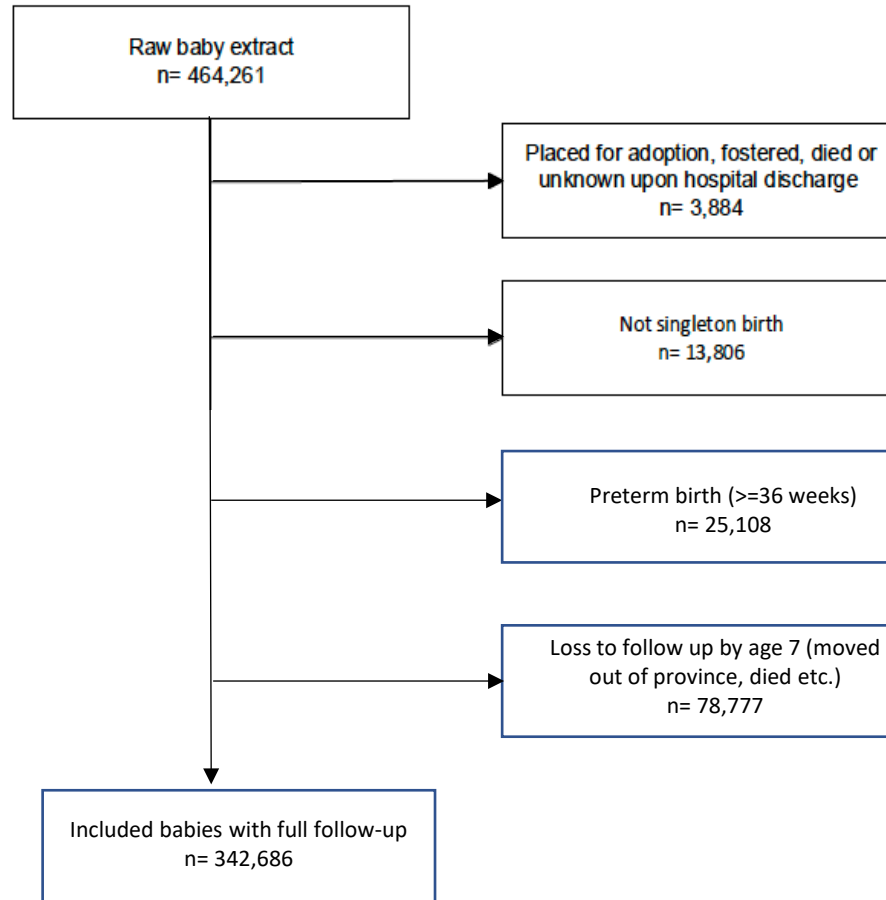 Raw baby extract
n= 464,261
Placed for adoption, fostered, died or
unknown upon hospital discharge
n= 3,884
Not singleton birth
n= 13,806
Preterm birth (>=36 weeks)
n= 25,108
Loss to follow up by age 7 (moved
out of province, died etc.)
n= 78,777
Included babies with full follow-up
n= 342,686